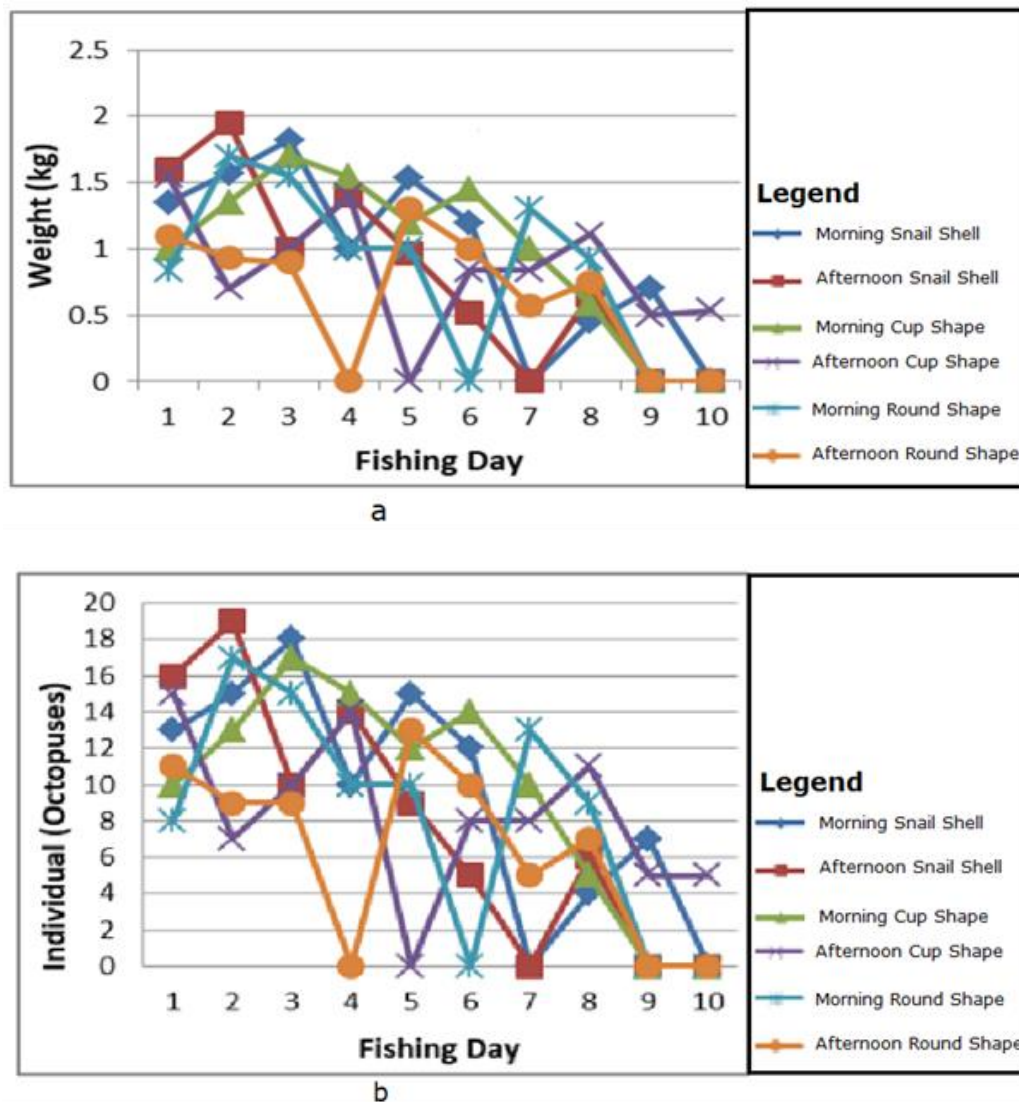 2.5
2
1.5
1
0.5
0
Weight (kg)
1 2 3 4 5 6 7 8 9 10
Fishing Day
Legend
Morning Snail Shell
Afternoon Snail Shell
Morning Cup Shape
Afternoon Cup Shape
Morning Round Shape
Afternoon Round Shape
a
20
18
16
14
12
10
8
6
4
2
0
Individual (Octopuses)
1 2 3 4 5 6 7 8 9 10
Fishing Day
Legend
Morning Snail Shell
Afternoon Snail Shell
Morning Cup Shape
Afternoon Cup Shape
Morning Round Shape
Afternoon Round Shape
b